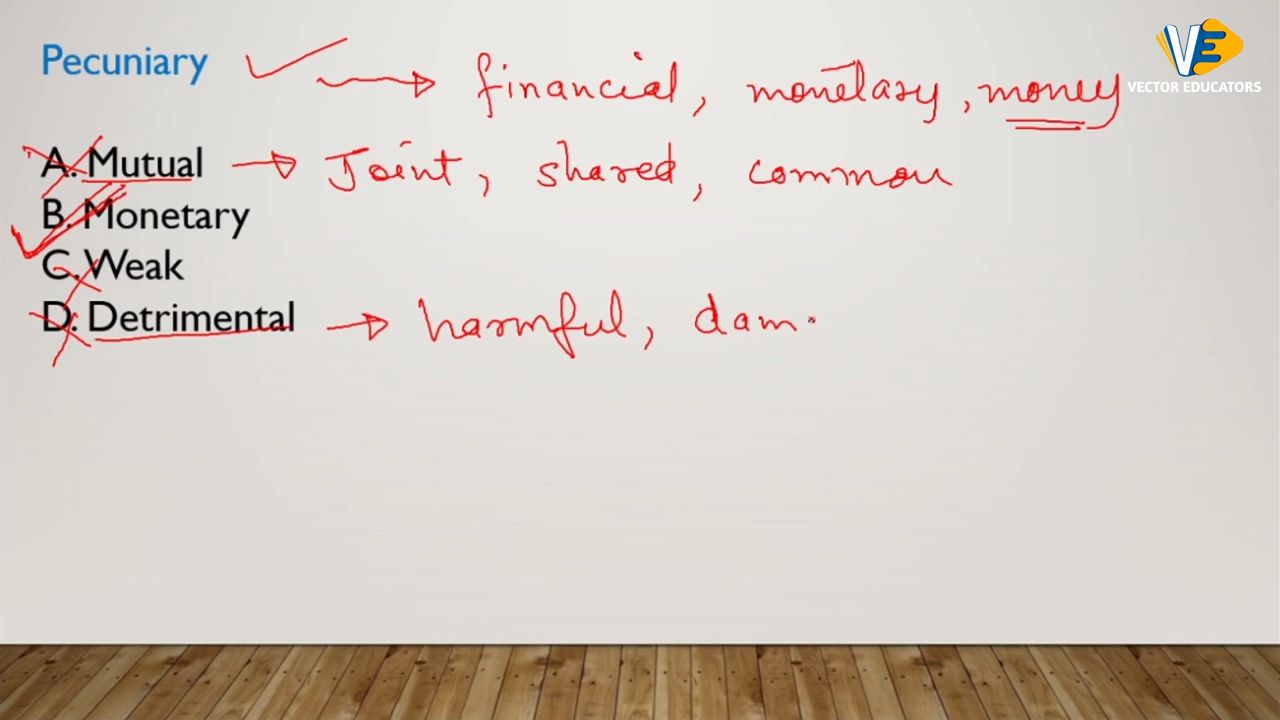 Pecuniary → financial, monetary, money
VECTOR EDUCATORS
A. Mutual → Joint, shared, common
B. Monetary
C. Weak
D. Detrimental → harmful, dam